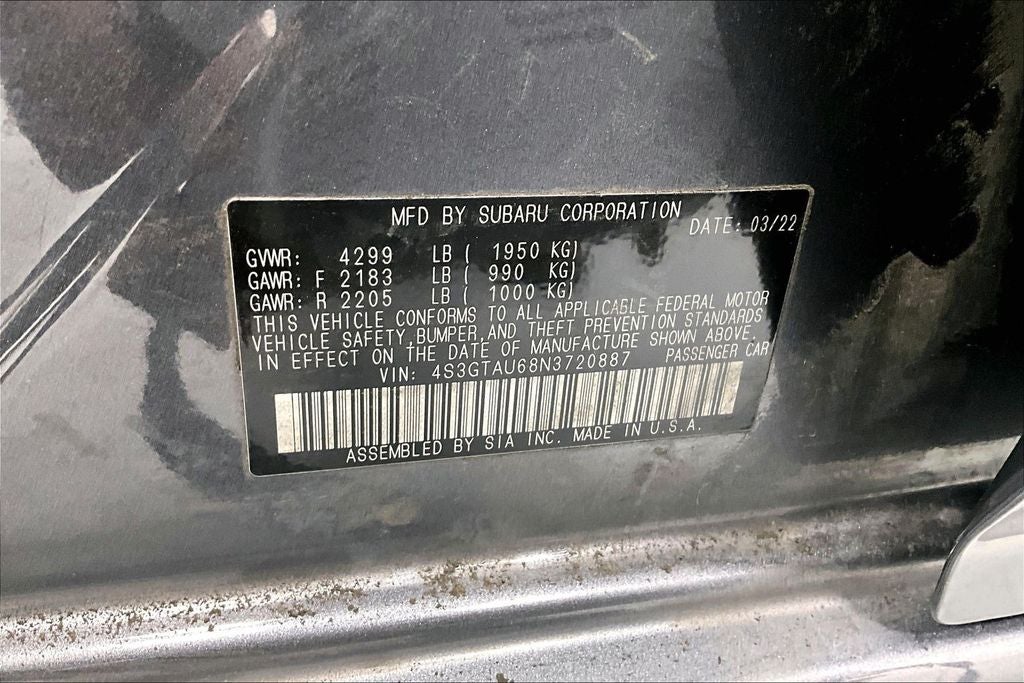 MFD BY SUBARU CORPORATION DATE: 03/22
GVWR: 4299 LB ( 1950 KG)
GAWR: F 2183 LB ( 990 KG)
GAWR: R 2205 LB ( 1000 KG)
THIS VEHICLE CONFORMS TO ALL APPLICABLE FEDERAL MOTOR
VEHICLE SAFETY, BUMPER, AND THEFT PREVENTION STANDARDS
IN EFFECT ON THE DATE OF MANUFACTURE SHOWN ABOVE.
VIN: 4S3GTAU68N3720887 PASSENGER CAR
ASSEMBLED BY SIA INC. MADE IN U.S.A.